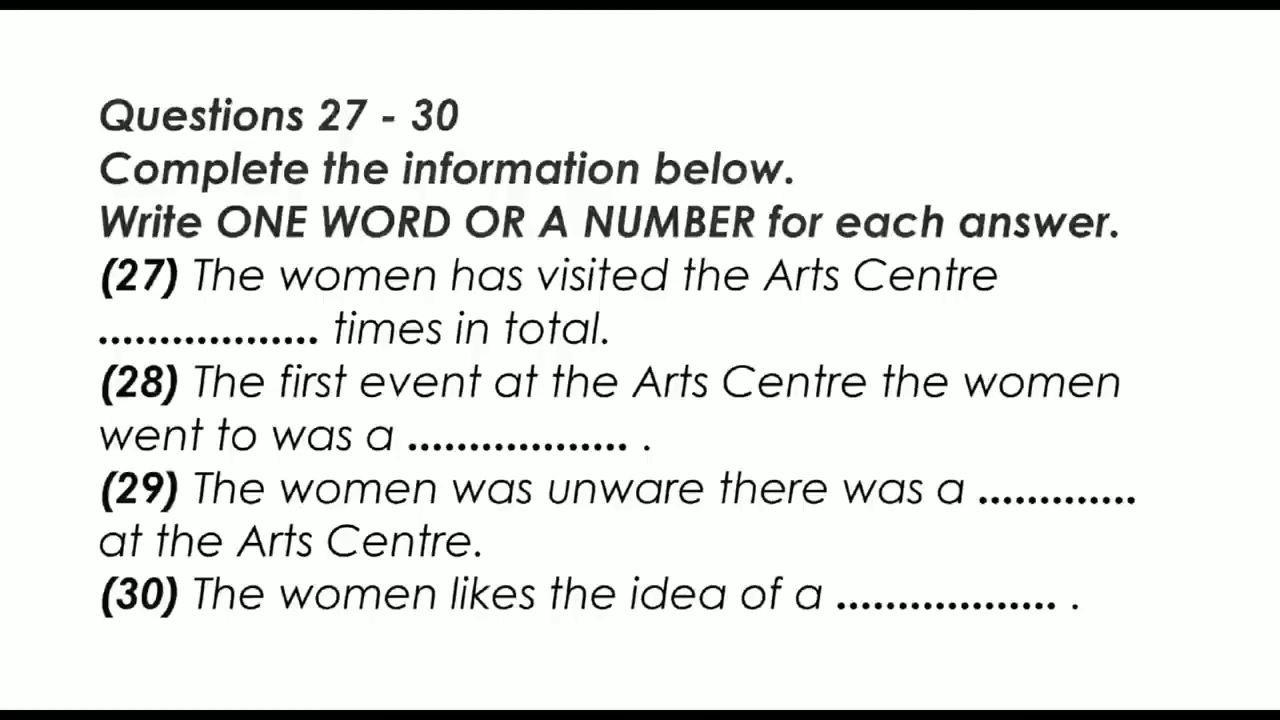 Questions 27 - 30
Complete the information below.
Write ONE WORD OR A NUMBER for each answer.
(27) The women has visited the Arts Centre
.................. times in total.
(28) The first event at the Arts Centre the women
went to was a .................. .
(29) The women was unware there was a .............
at the Arts Centre.
(30) The women likes the idea of a .................. .